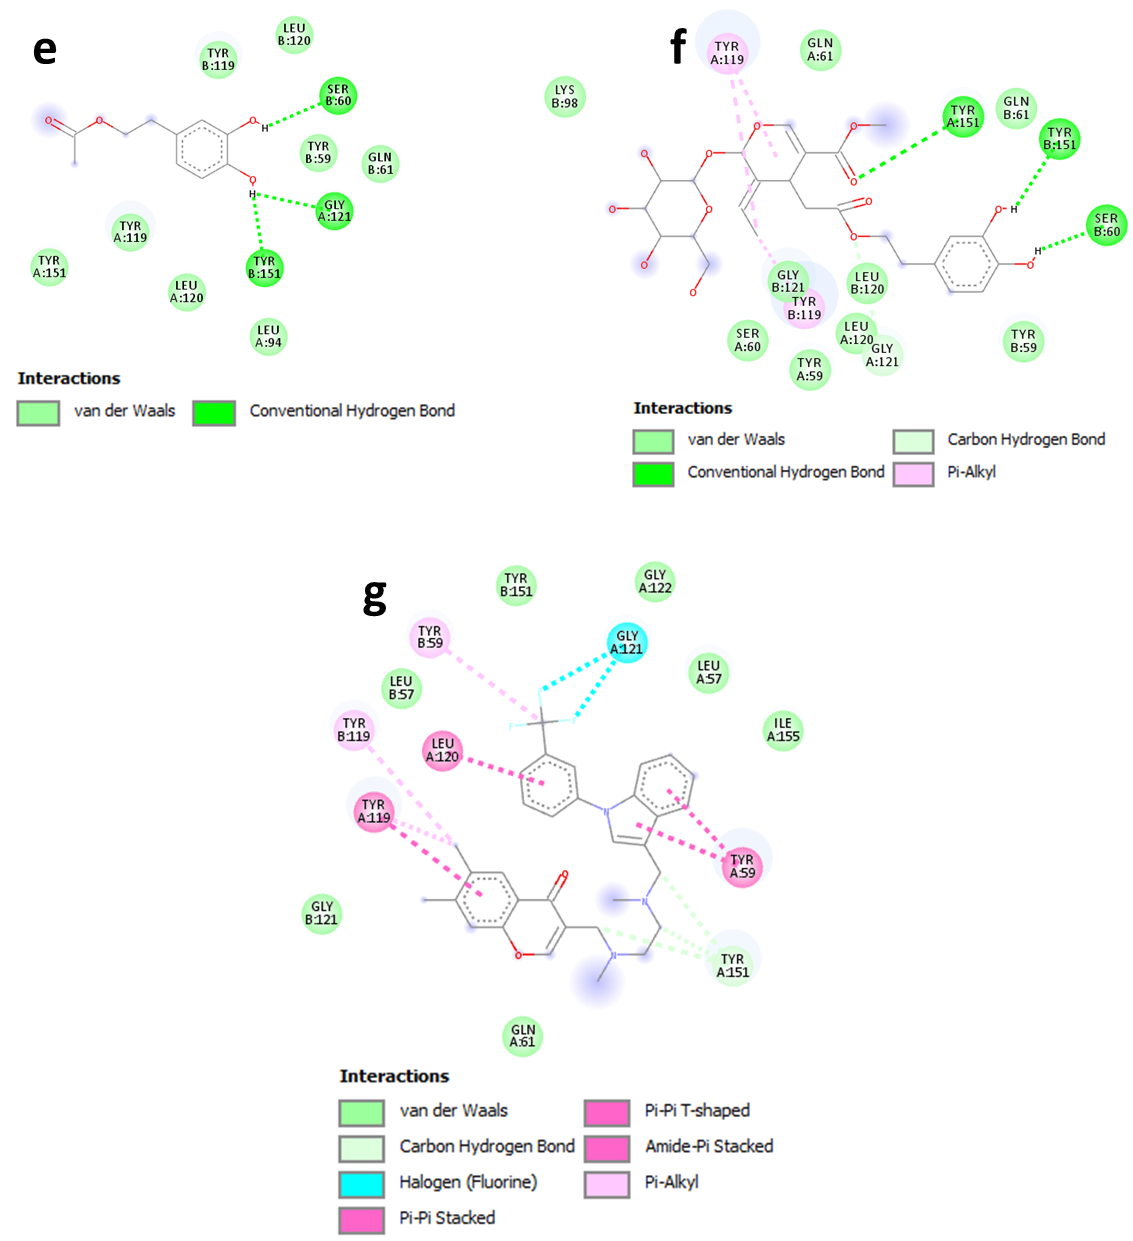 e
LEU
B:120
TYR
B:119
SER
B:60
TYR
B:59
GLN
B:61
GLY
A:121
TYR
A:119
TYR
A:151
TYR
B:151
LEU
A:120
LEU
A:94
O
O
O
H
O
H
Interactions
van der Waals
Conventional Hydrogen Bond
f
TYR
A:119
GLN
A:61
LYS
B:98
TYR
A:151
GLN
B:61
TYR
B:151
SER
B:60
GLY
B:121
TYR
B:119
LEU
B:120
SER
A:60
LEU
A:120
GLY
A:121
TYR
A:59
TYR
B:59
O
O
O
O
O
O
O
O
O
O
O
O
H
O
H
Interactions
van der Waals
Carbon Hydrogen Bond
Conventional Hydrogen Bond
Pi-Alkyl
g
TYR
B:151
GLY
A:122
TYR
B:59
GLY
A:121
LEU
B:57
LEU
A:57
TYR
B:119
LEU
A:120
ILE
A:155
TYR
A:119
TYR
A:59
GLY
B:121
TYR
A:151
GLN
A:61
F
F
F
N
O
N
O
N
Interactions
van der Waals
Pi-Pi T-shaped
Carbon Hydrogen Bond
Amide-Pi Stacked
Halogen (Fluorine)
Pi-Alkyl
Pi-Pi Stacked